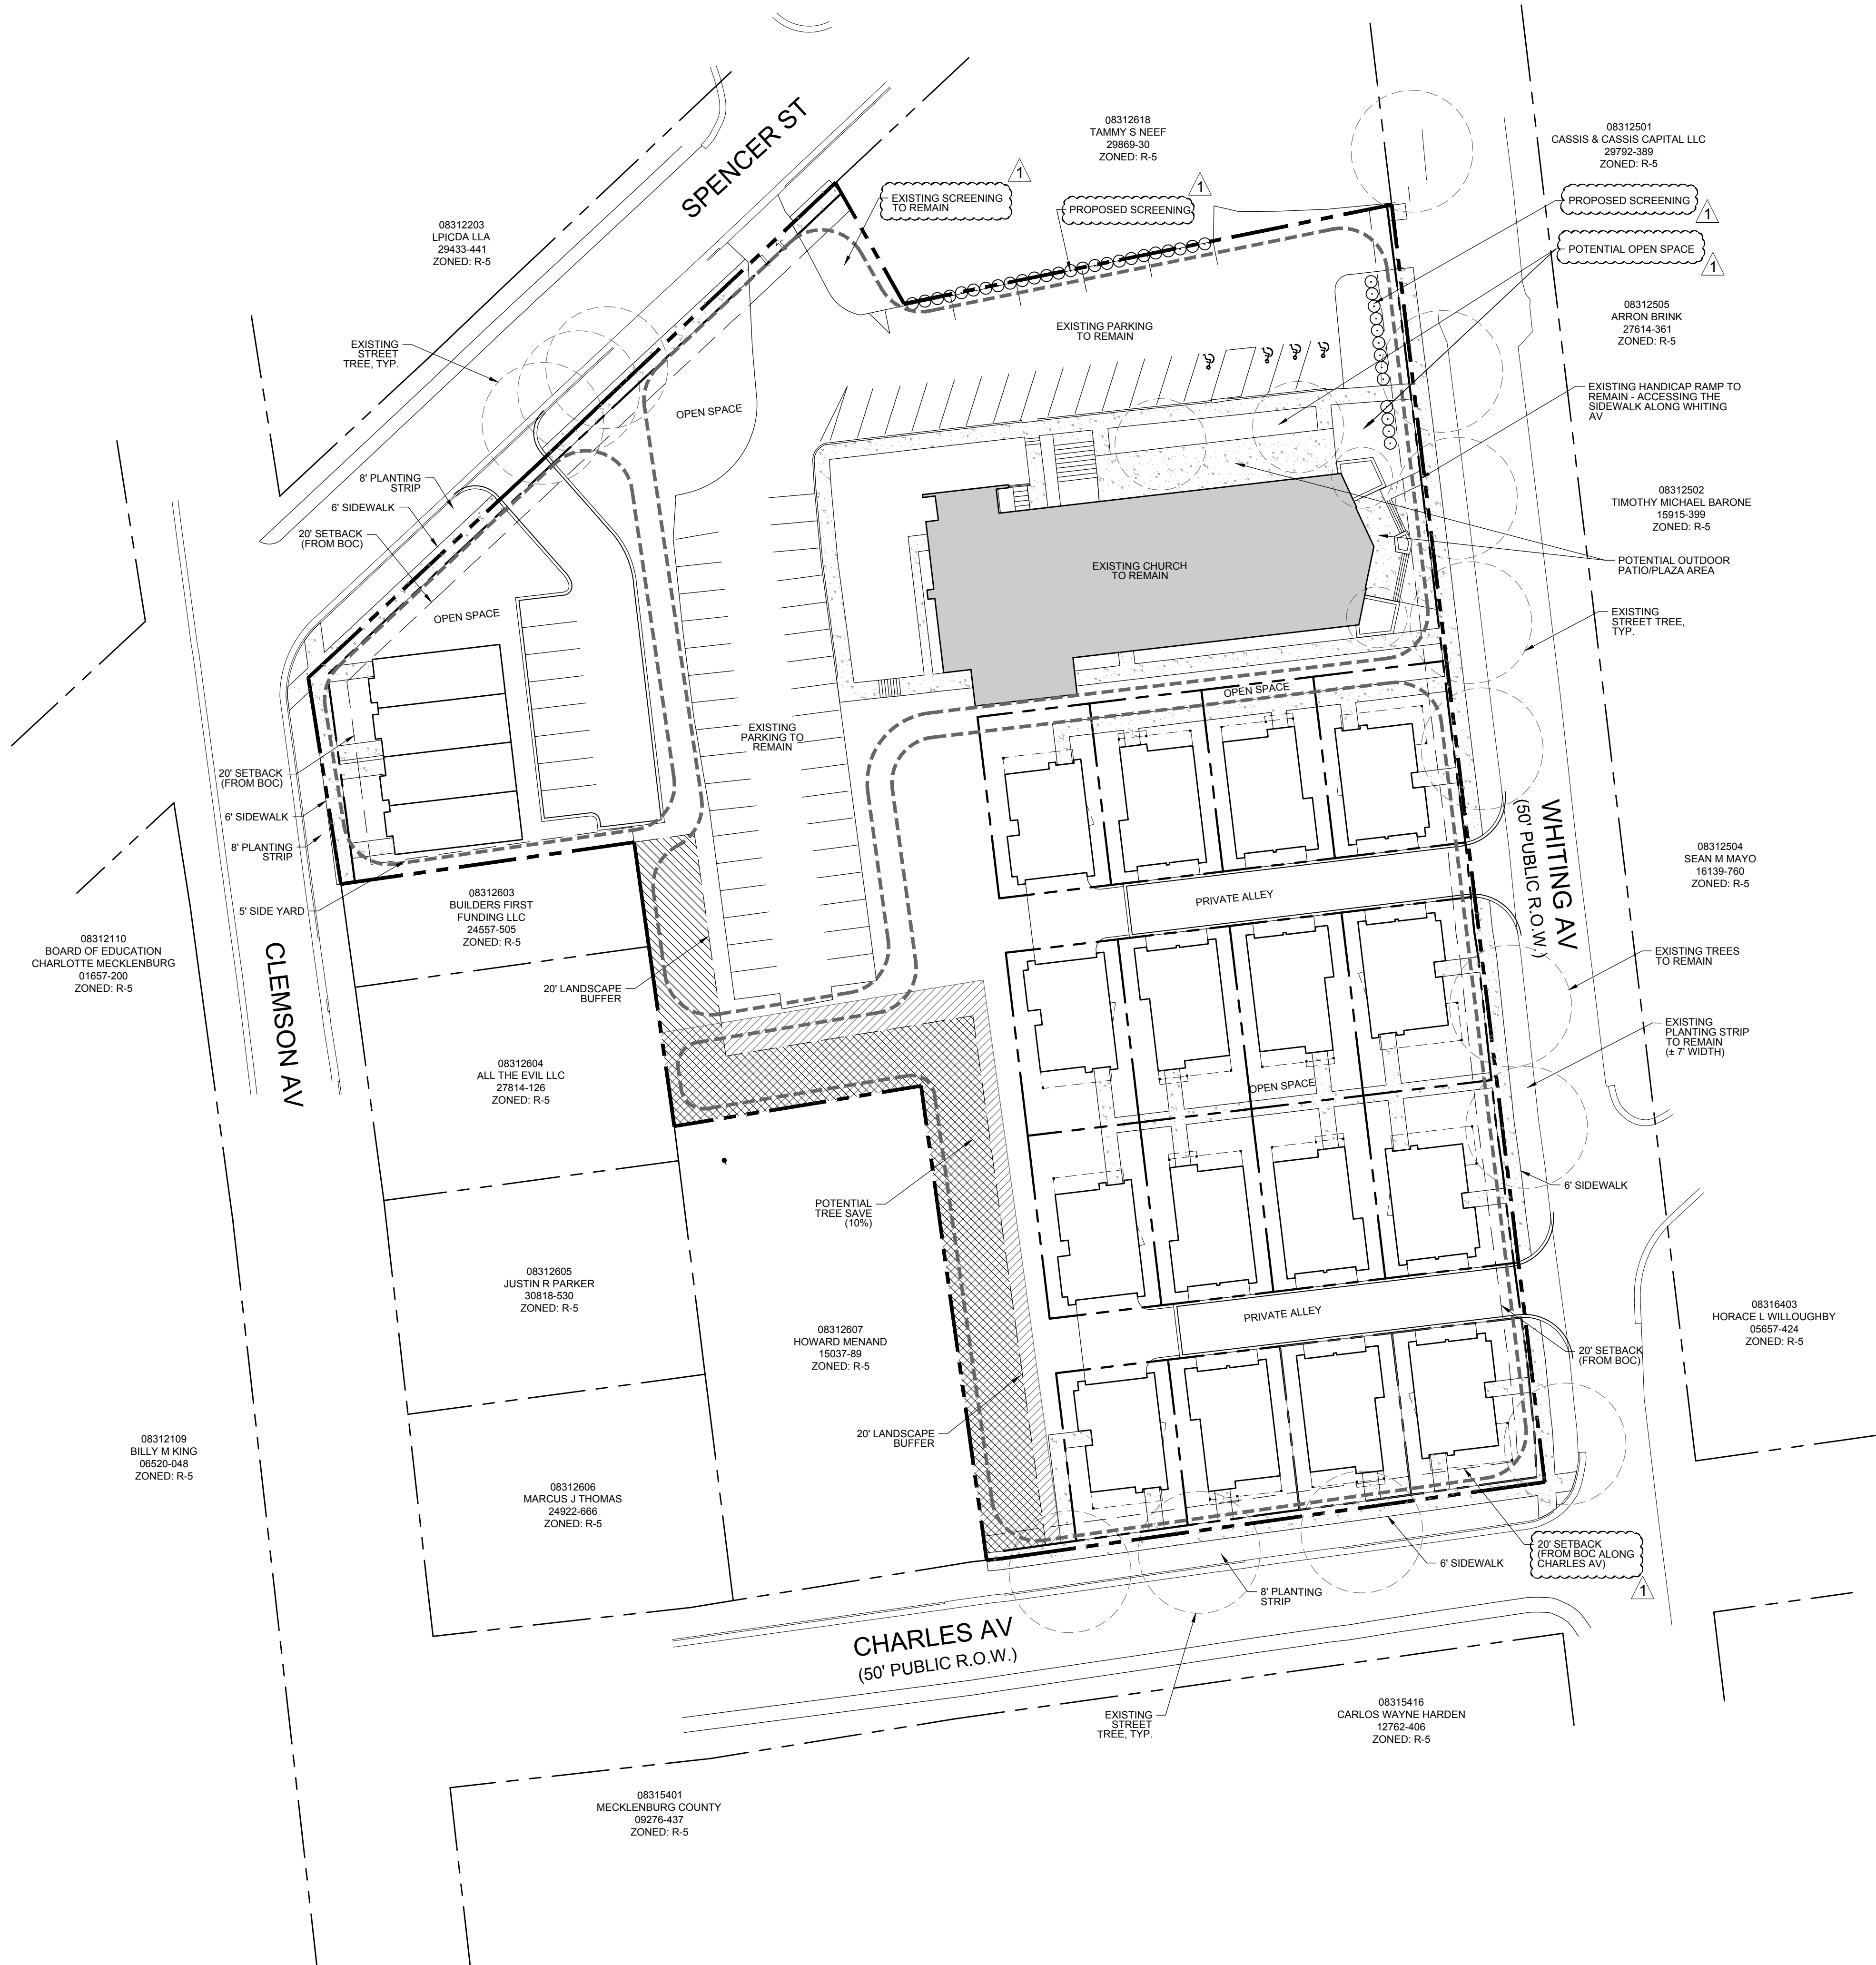 SPENCER ST
08312618
TAMMY S NEEF
29869-30
ZONED: R-5
08312501
CASSIS & CASSIS CAPITAL LLC
29792-389
ZONED: R-5
1
EXISTING SCREENING
TO REMAIN
1
PROPOSED SCREENING
PROPOSED SCREENING
1
08312203
LPICDA LLA
29433-441
ZONED: R-5
POTENTIAL OPEN SPACE
1
08312505
ARRON BRINK
27614-361
ZONED: R-5
EXISTING PARKING
TO REMAIN
EXISTING
STREET
TREE, TYP.
EXISTING HANDICAP RAMP TO
REMAIN - ACCESSING THE
SIDEWALK ALONG WHITING
AV
OPEN SPACE
8' PLANTING
STRIP
6' SIDEWALK
20' SETBACK
(FROM BOC)
08312502
TIMOTHY MICHAEL BARONE
15915-399
ZONED: R-5
EXISTING CHURCH
TO REMAIN
POTENTIAL OUTDOOR
PATIO/PLAZA AREA
OPEN SPACE
EXISTING
STREET TREE,
TYP.
OPEN SPACE
EXISTING
PARKING TO
REMAIN
20' SETBACK
(FROM BOC)
6' SIDEWALK
8' PLANTING
STRIP
WHITING AV
(50' PUBLIC R.O.W.)
08312504
SEAN M MAYO
16139-760
ZONED: R-5
5' SIDE YARD
08312603
BUILDERS FIRST
FUNDING LLC
24557-505
ZONED: R-5
PRIVATE ALLEY
08312110
BOARD OF EDUCATION
CHARLOTTE MECKLENBURG
01657-200
ZONED: R-5
CLEMSON AV
EXISTING TREES
TO REMAIN
20' LANDSCAPE
BUFFER
EXISTING
PLANTING STRIP
TO REMAIN
(± 7' WIDTH)
08312604
ALL THE EVIL LLC
27814-126
ZONED: R-5
OPEN SPACE
6' SIDEWALK
POTENTIAL
TREE SAVE
(10%)
08312605
JUSTIN R PARKER
30818-530
ZONED: R-5
PRIVATE ALLEY
08316403
HORACE L WILLOUGHBY
05657-424
ZONED: R-5
08312607
HOWARD MENAND
15037-89
ZONED: R-5
20' SETBACK
(FROM BOC)
20' LANDSCAPE
BUFFER
08312109
BILLY M KING
06520-048
ZONED: R-5
08312606
MARCUS J THOMAS
24922-666
ZONED: R-5
20' SETBACK
(FROM BOC ALONG
CHARLES AV)
1
6' SIDEWALK
8' PLANTING
STRIP
CHARLES AV
(50' PUBLIC R.O.W.)
EXISTING
STREET
TREE, TYP.
08315416
CARLOS WAYNE HARDEN
12762-406
ZONED: R-5
08315401
MECKLENBURG COUNTY
09276-437
ZONED: R-5